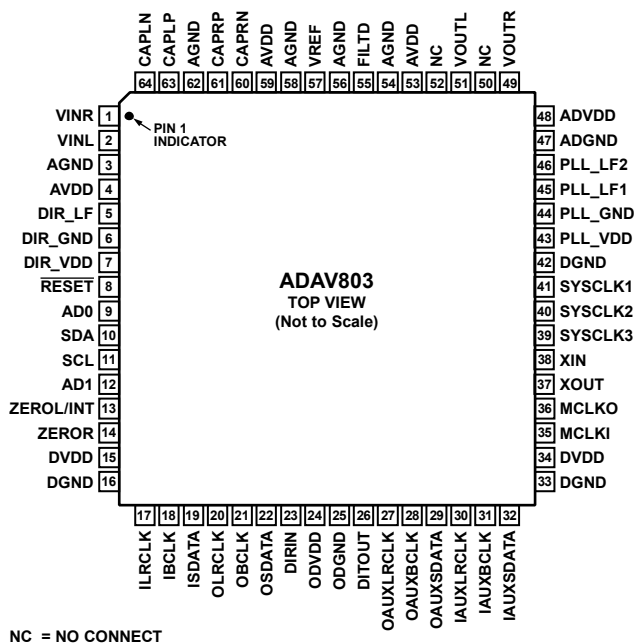 CAPLN
CAPLP
AGND
CAPRP
CAPRN
AVDD
AGND
VREF
AGND
FILTD
AGND
AVDD
NC
VOUTL
NC
VOUTR
64 63 62 61 60 59 58 57 56 55 54 53 52 51 50 49
VINR 1
VINL 2
AGND 3
AVDD 4
DIR_LF 5
DIR_GND 6
DIR_VDD 7
RESET 8
AD0 9
SDA 10
SCL 11
AD1 12
ZEROL/INT 13
ZEROR 14
DVDD 15
DGND 16
PIN 1
INDICATOR
ADAV803
TOP VIEW
(Not to Scale)
48 ADVDD
47 ADGND
46 PLL_LF2
45 PLL_LF1
44 PLL_GND
43 PLL_VDD
42 DGND
41 SYSCLK1
40 SYSCLK2
39 SYSCLK3
38 XIN
37 XOUT
36 MCLKO
35 MCLKI
34 DVDD
33 DGND
17 18 19 20 21 22 23 24 25 26 27 28 29 30 31 32
ILRCLK
IBCLK
ISDATA
OLRCLK
OBCLK
OSDATA
DIRIN
ODVDD
ODGND
DITOUT
OAUXLRCLK
OAUXBCLK
OAUXSDATA
IAUXLRCLK
IAUXBCLK
IAUXSDATA
NC = NO CONNECT